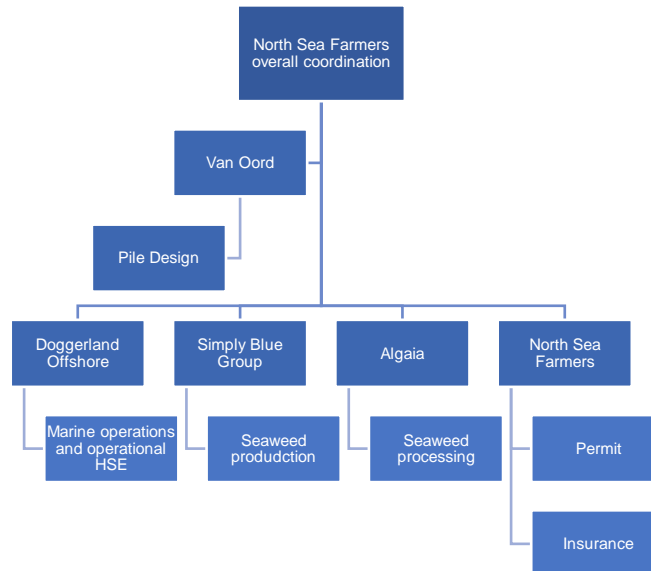 North Sea Farmers
overall coordination
Van Oord
Pile Design
Doggerland
Offshore
Simply Blue
Group
Algaia
North Sea
Farmers
Marine operations
and operational
HSE
Seaweed
produdction
Seaweed
processing
Permit
Insurance